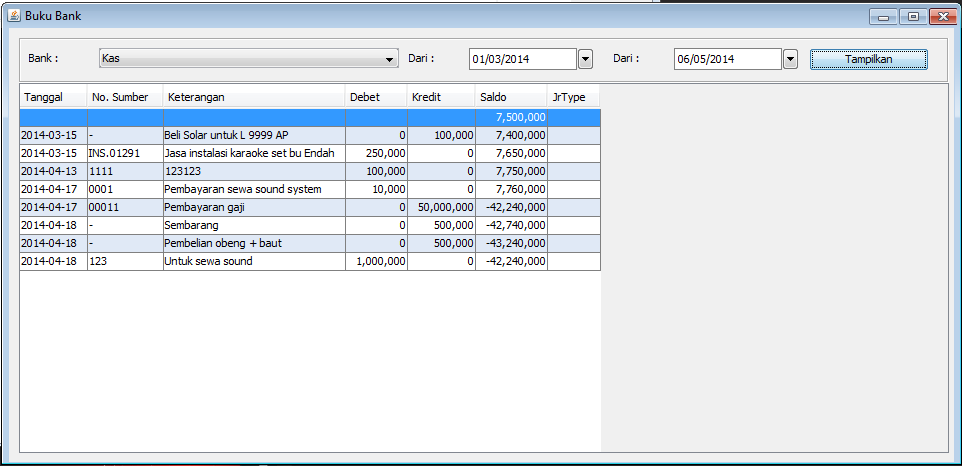 Buku Bank
Bank : Kas Dari : 01/03/2014 Dari : 06/05/2014 Tampilkan
Tanggal No. Sumber Keterangan Debet Kredit Saldo JrType
7,500,000
2014-03-15 - Beli Solar untuk L 9999 AP 0 100,000 7,400,000
2014-03-15 INS.01291 Jasa instalasi karaoke set bu Endah 250,000 0 7,650,000
2014-04-13 1111 123123 100,000 0 7,750,000
2014-04-17 0001 Pembayaran sewa sound system 10,000 0 7,760,000
2014-04-17 00011 Pembayaran gaji 0 50,000,000 -42,240,000
2014-04-18 - Sembarang 0 500,000 -42,740,000
2014-04-18 - Pembelian obeng + baut 0 500,000 -43,240,000
2014-04-18 123 Untuk sewa sound 1,000,000 0 -42,240,000